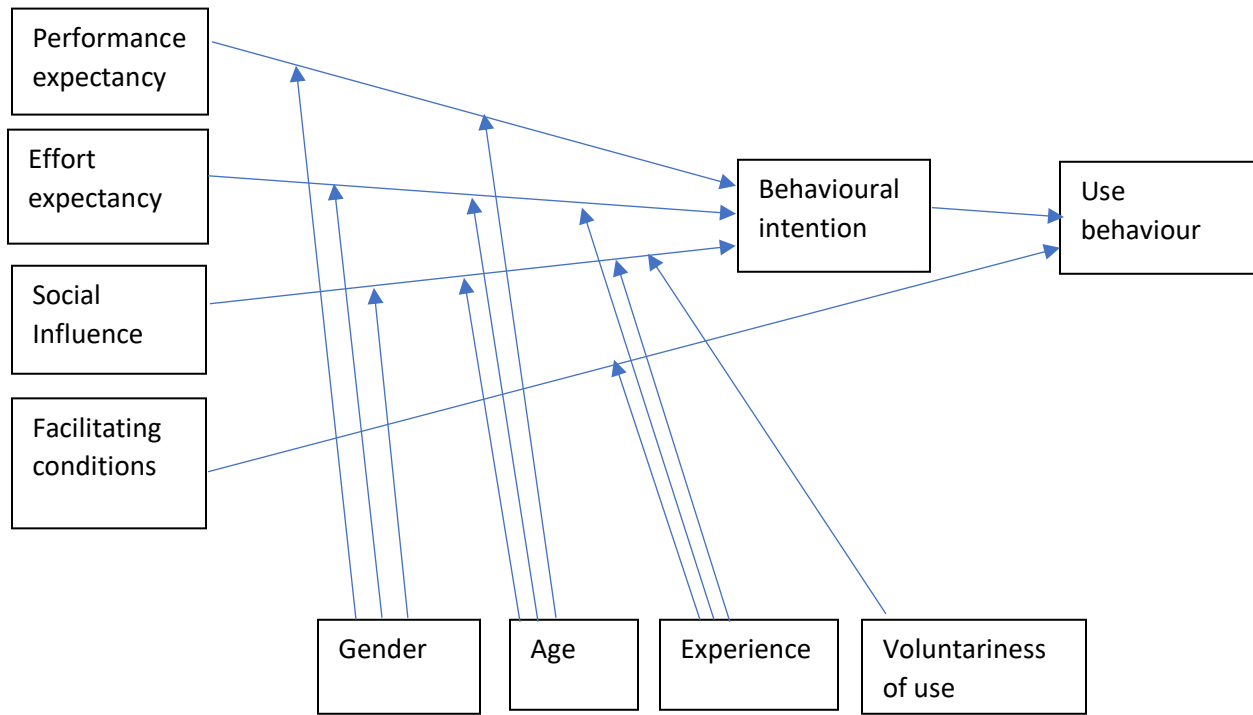 Performance
expectancy
Effort
expectancy
Behavioural
intention
Use
behaviour
Social
Influence
Facilitating
conditions
Gender
Age
Experience
Voluntariness
of use